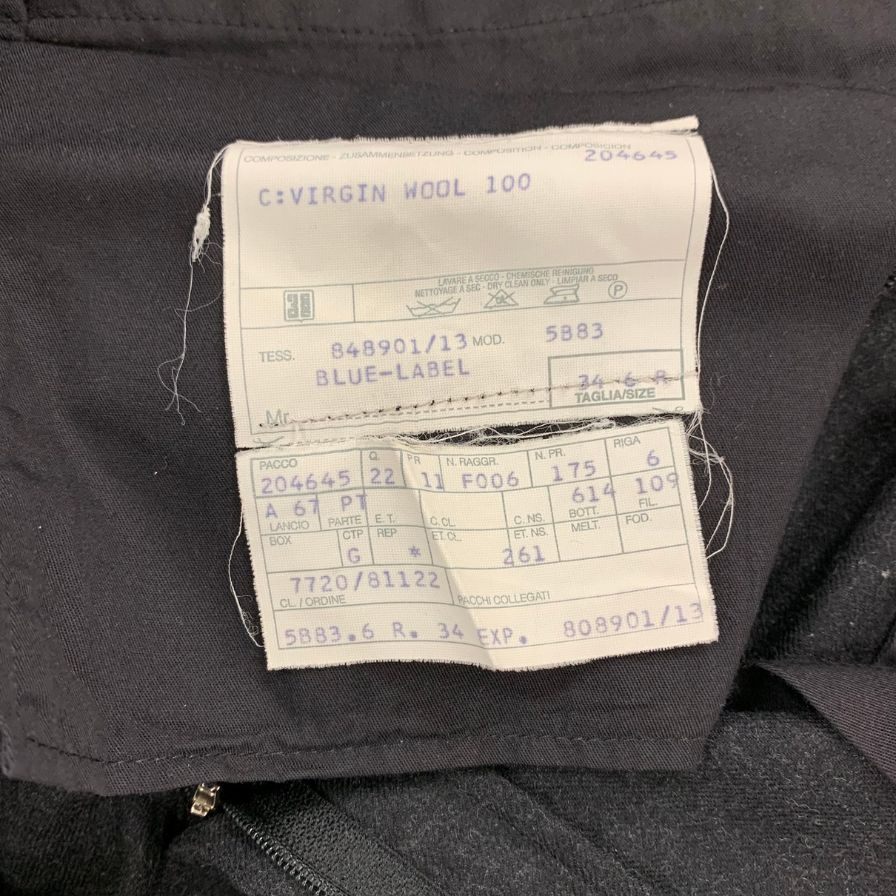 COMPOSIZIONE - ZUSAMMENSETZUNG - COMPOSITION - COMPOSICION
204645
C:VIRGIN WOOL 100
LAVARE A SECCO - CHEMISCHE REINIGUNG
NETTOYAGE A SEC - DRY CLEAN ONLY - LIMPIAR A SECO
P
TESS. 848901/13 MOD. 5883
BLUE-LABEL
34 6 R
TAGLIA/SIZE
Mr.
PACCO Q. PR N. RAGGR. N. PR. RIGA
204645 22 11 F006 175 6
A 67 PT 614 109
LANCIO PARTE E.T. C.CL. C.NS. BOTT. FIL.
BOX CTP REP ET.CL. ET.NS. MELT. FOD.
G * 261
7720/81122
CL. / ORDINE PACCHI COLLEGATI
5883.6 R. 34 EXP. 808901/13